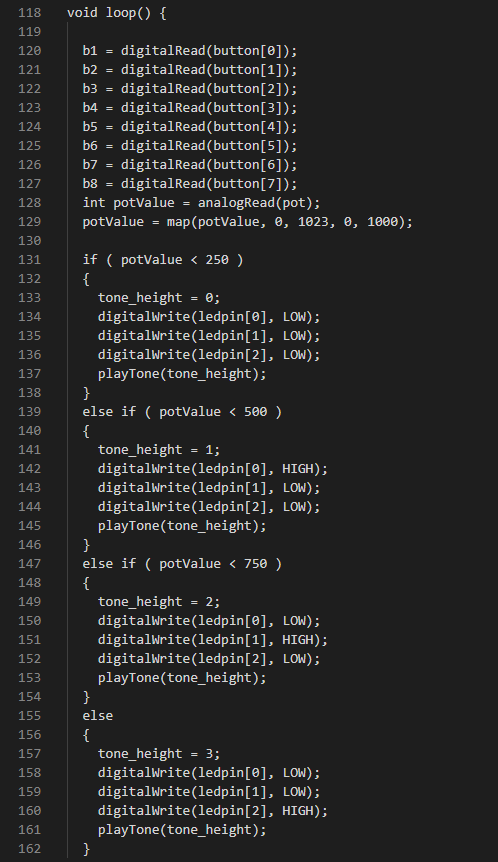 118 void loop() {
119
120   b1 = digitalRead(button[0]);
121   b2 = digitalRead(button[1]);
122   b3 = digitalRead(button[2]);
123   b4 = digitalRead(button[3]);
124   b5 = digitalRead(button[4]);
125   b6 = digitalRead(button[5]);
126   b7 = digitalRead(button[6]);
127   b8 = digitalRead(button[7]);
128   int potValue = analogRead(pot);
129   potValue = map(potValue, 0, 1023, 0, 1000);
130
131   if ( potValue < 250 )
132   {
133     tone_height = 0;
134     digitalWrite(ledpin[0], LOW);
135     digitalWrite(ledpin[1], LOW);
136     digitalWrite(ledpin[2], LOW);
137     playTone(tone_height);
138   }
139   else if ( potValue < 500 )
140   {
141     tone_height = 1;
142     digitalWrite(ledpin[0], HIGH);
143     digitalWrite(ledpin[1], LOW);
144     digitalWrite(ledpin[2], LOW);
145     playTone(tone_height);
146   }
147   else if ( potValue < 750 )
148   {
149     tone_height = 2;
150     digitalWrite(ledpin[0], LOW);
151     digitalWrite(ledpin[1], HIGH);
152     digitalWrite(ledpin[2], LOW);
153     playTone(tone_height);
154   }
155   else
156   {
157     tone_height = 3;
158     digitalWrite(ledpin[0], LOW);
159     digitalWrite(ledpin[1], LOW);
160     digitalWrite(ledpin[2], HIGH);
161     playTone(tone_height);
162   }